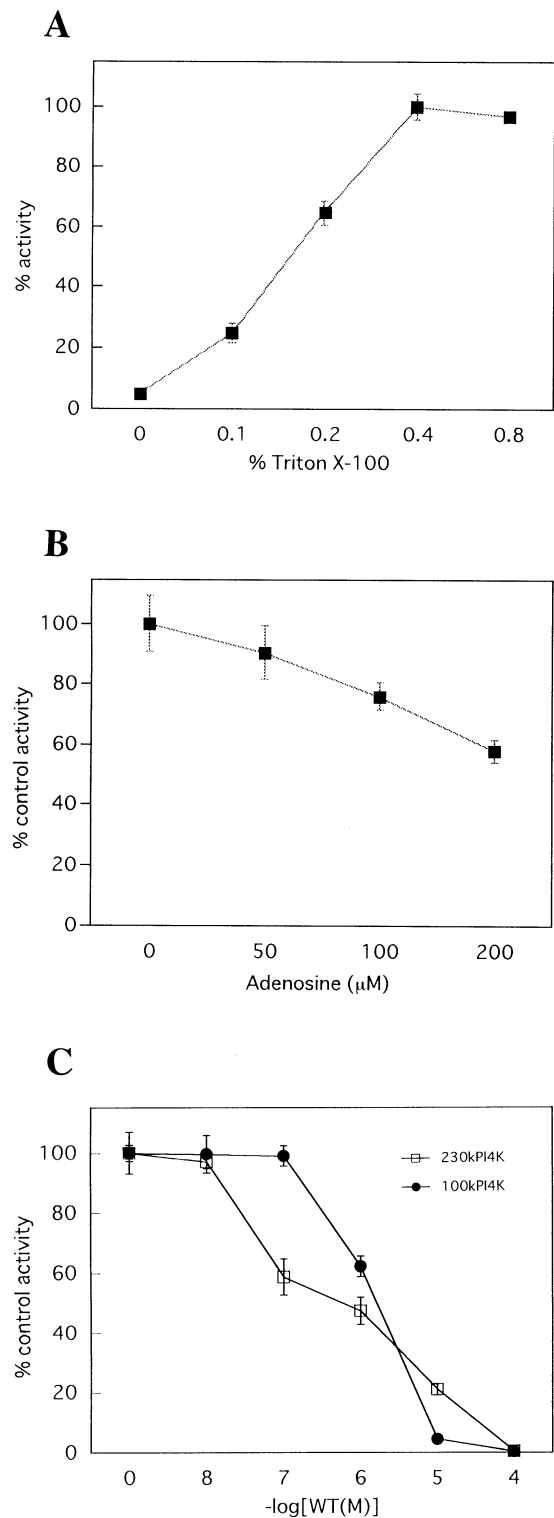 A
100
80
60
40
20
0
% activity
0 0.1 0.2 0.4 0.8
% Triton X-100
B
100
80
60
40
20
0
% control activity
0 50 100 200
Adenosine (μM)
C
100
80
60
40
20
0
% control activity
230kPI4K
100kPI4K
0 8 7 6 5 4
-log[WT(M)]